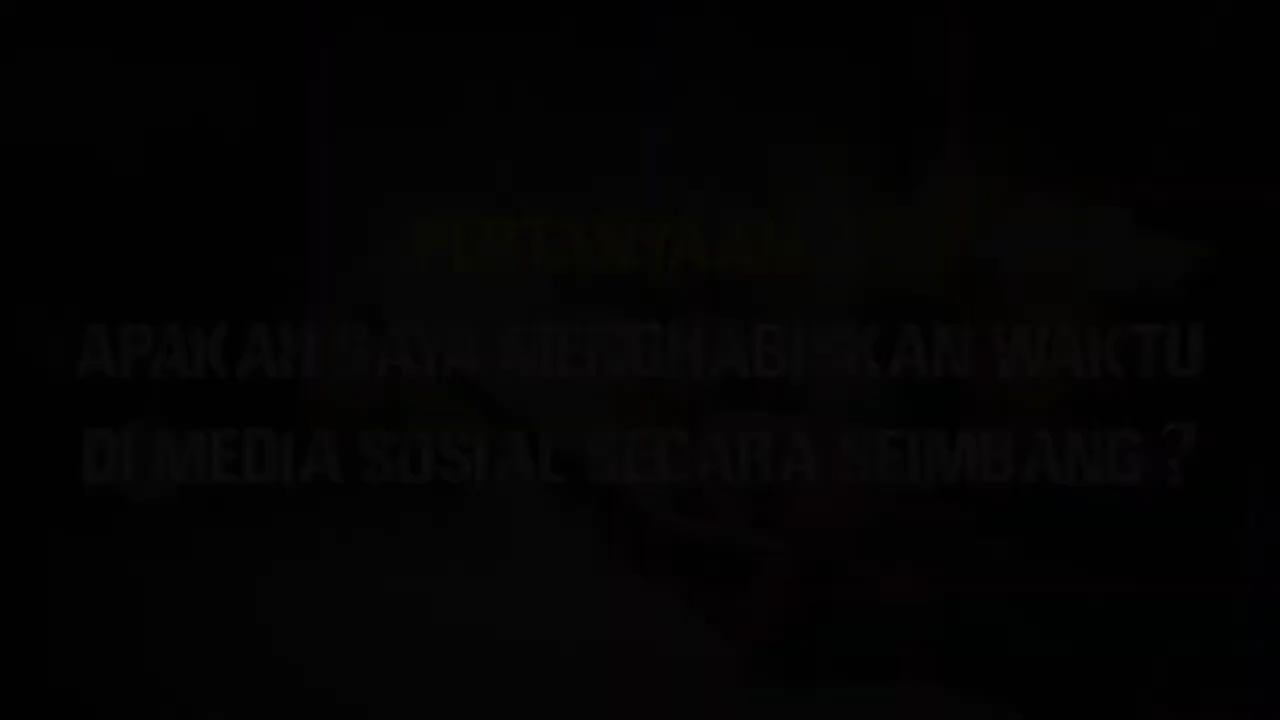 PERTANYAAN
APAKAH SAYA MENGHABISKAN WAKTU
DI MEDIA SOSIAL SECARA SEIMBANG ?